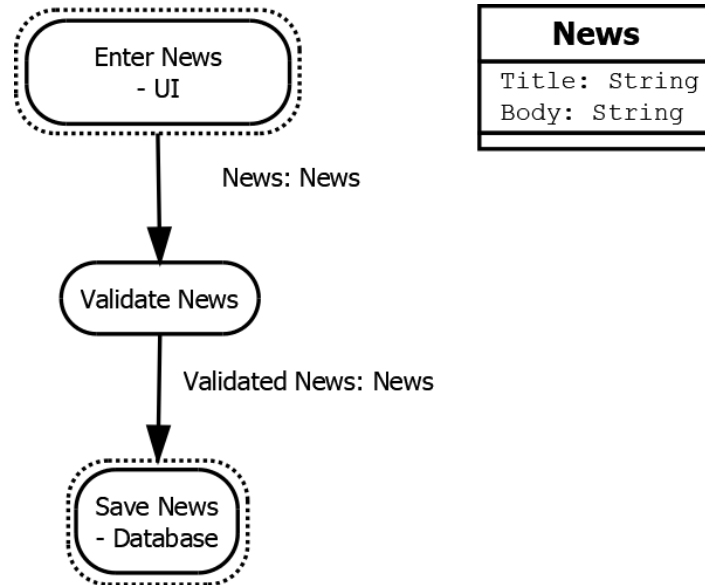 Enter News
- UI
News: News
Validate News
Validated News: News
Save News
- Database
News
Title: String
Body: String